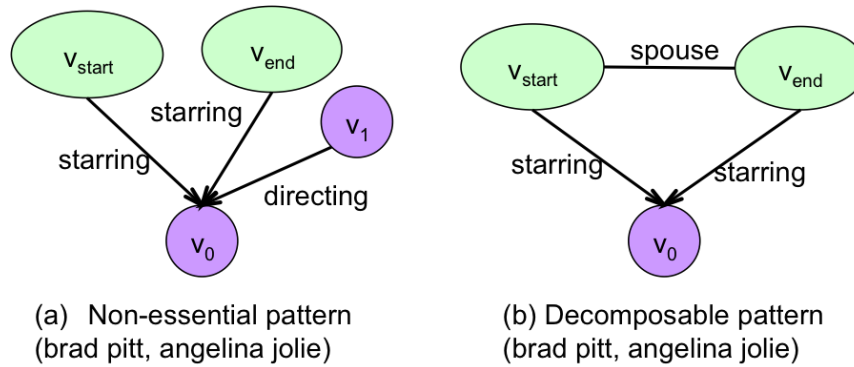 v_start
v_end
starring
v_1
starring
directing
v_0
(a) Non-essential pattern
(brad pitt, angelina jolie)
v_start
spouse
v_end
starring
starring
v_0
(b) Decomposable pattern
(brad pitt, angelina jolie)